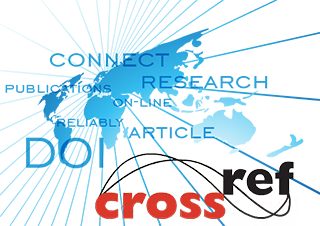 CONNECT
RESEARCH
PUBLICATIONS
ON-LINE
RELIABLY
ARTICLE
DOI
cross
ref